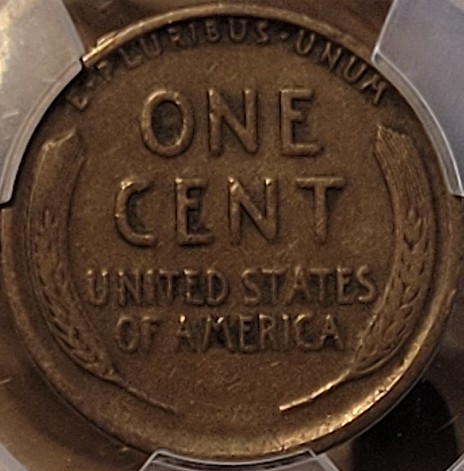 E·PLURIBUS·UNUM
ONE
CENT
UNITED STATES
OF AMERICA